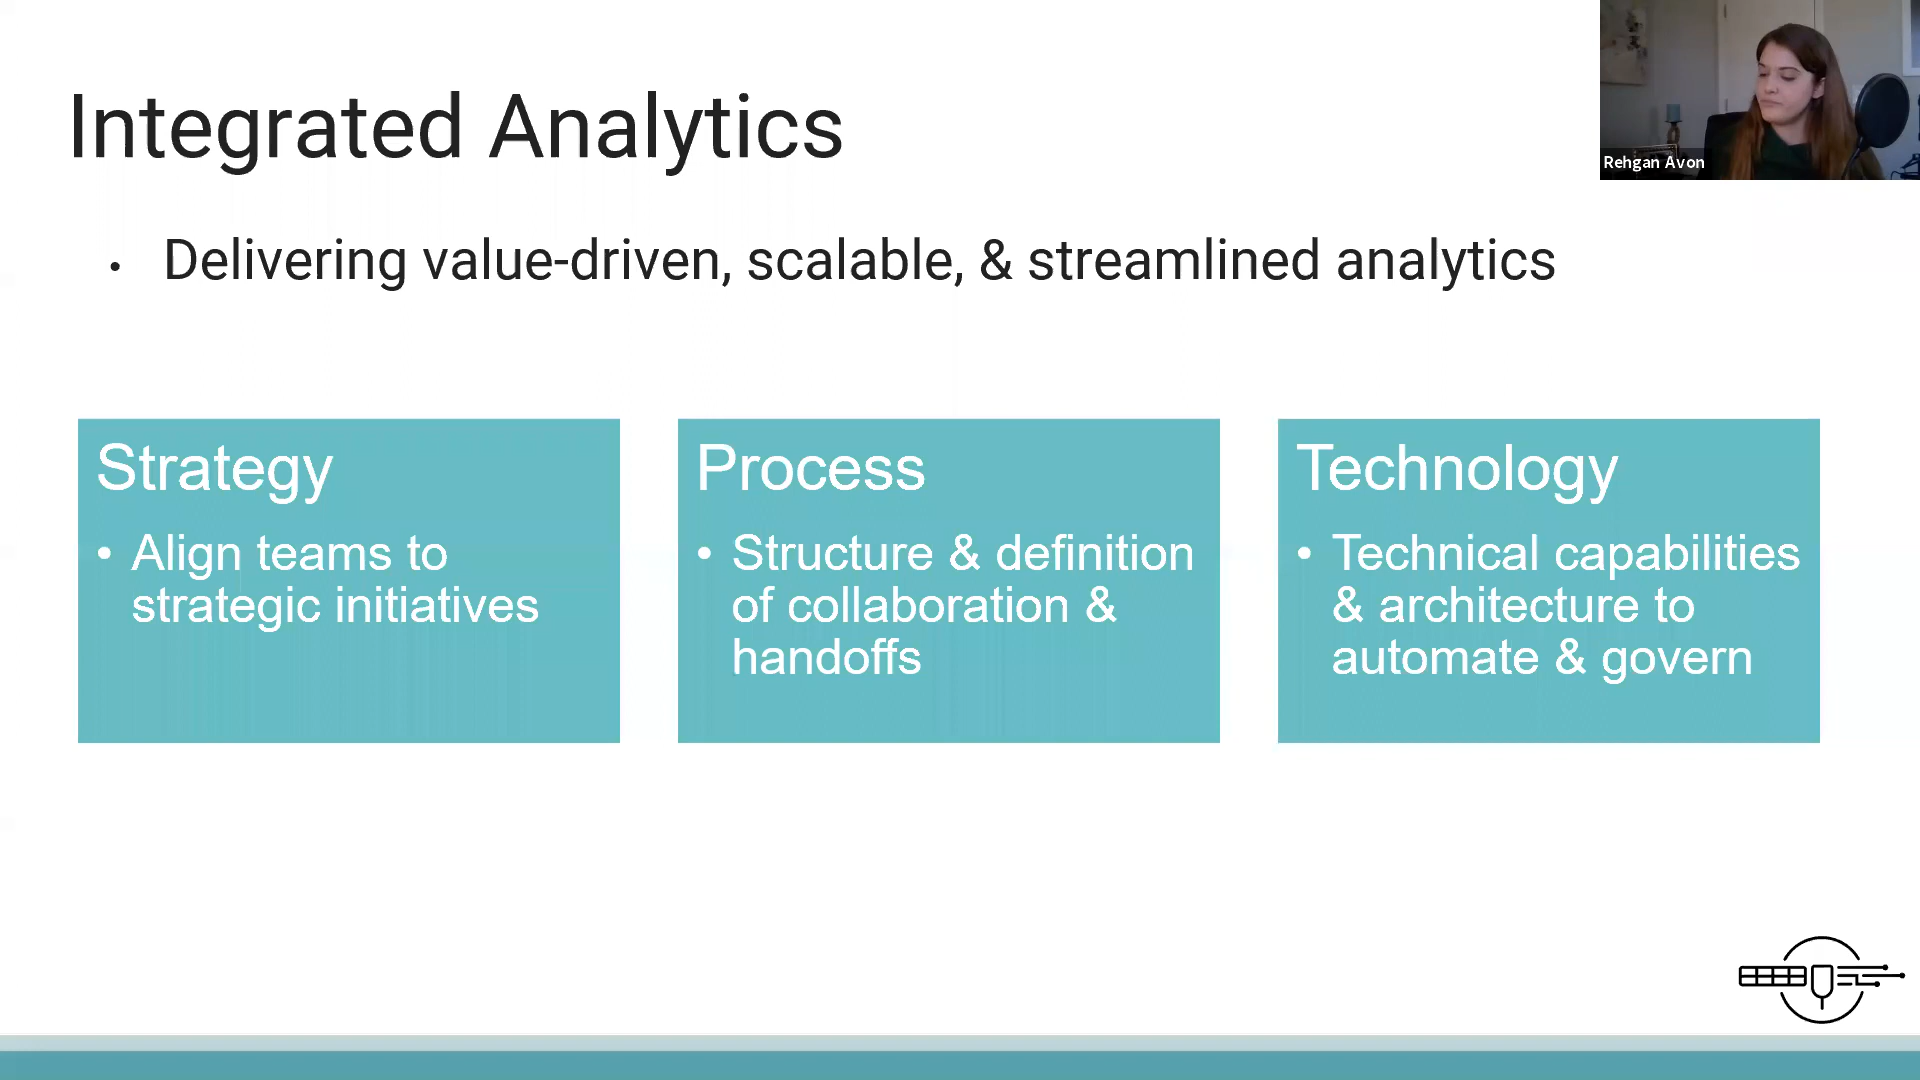 Integrated Analytics
Rehgan Avon
• Delivering value-driven, scalable, & streamlined analytics
Strategy
• Align teams to
strategic initiatives
Process
• Structure & definition
of collaboration &
handoffs
Technology
• Technical capabilities
& architecture to
automate & govern